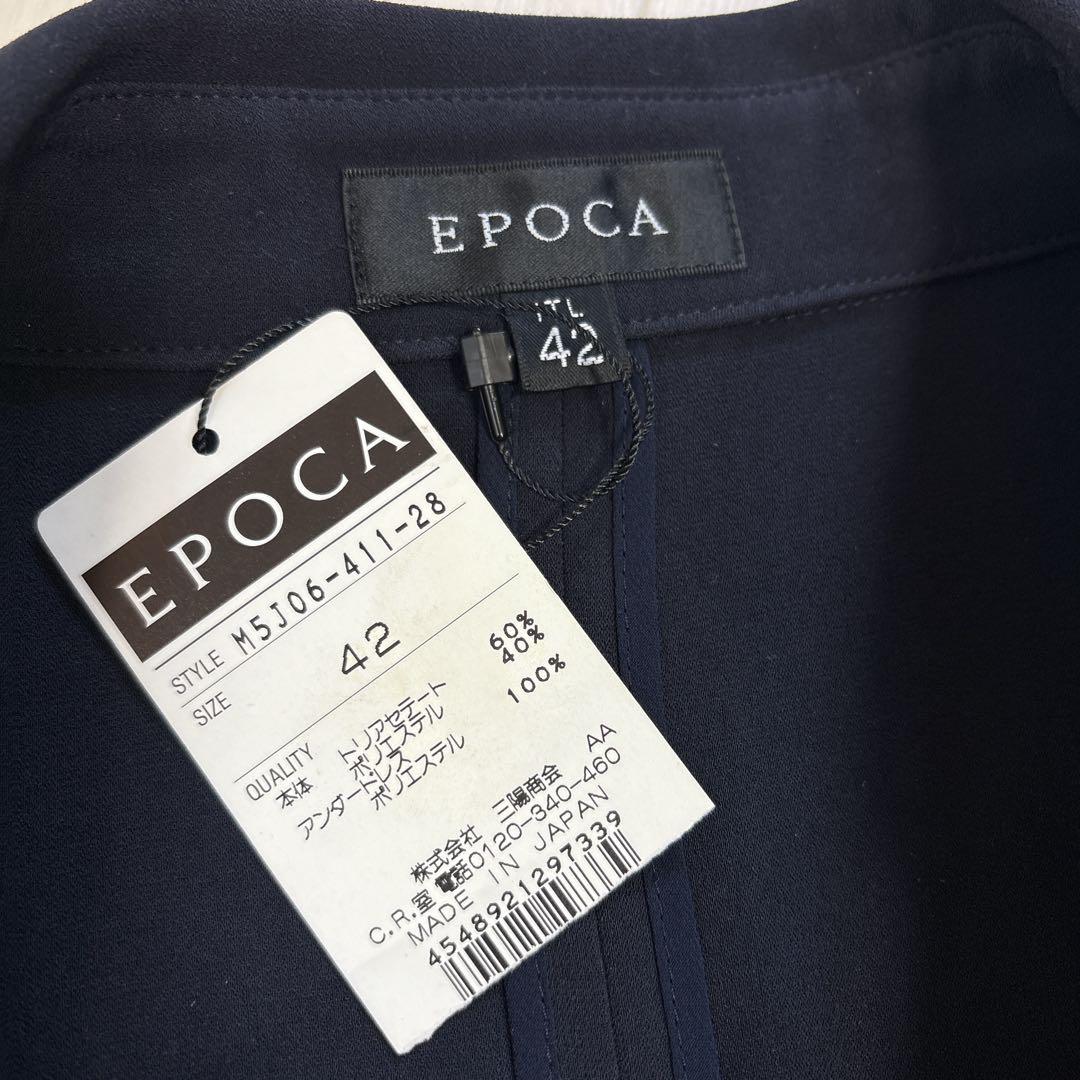 EPOCA
ITL
42
EPOCA
STYLE M5J06-411-28
SIZE 42
QUALITY
本体 トリアセテート 60%
ポリエステル 40%
アンダードレス
ポリエステル 100%
株式会社 三陽商会 AA
C.R.室 電話0120-340-460
MADE IN JAPAN
4548921297339